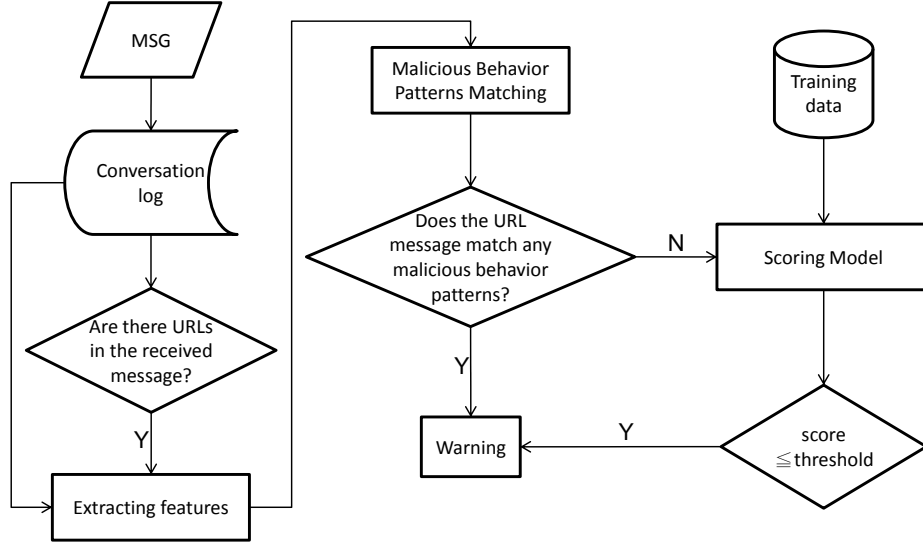 MSG
Conversation
log
Are there URLs
in the received
message?
Y
Extracting features
Malicious Behavior
Patterns Matching
Does the URL
message match any
malicious behavior
patterns?
N
Y
Warning
Training
data
Scoring Model
score
≦threshold
Y